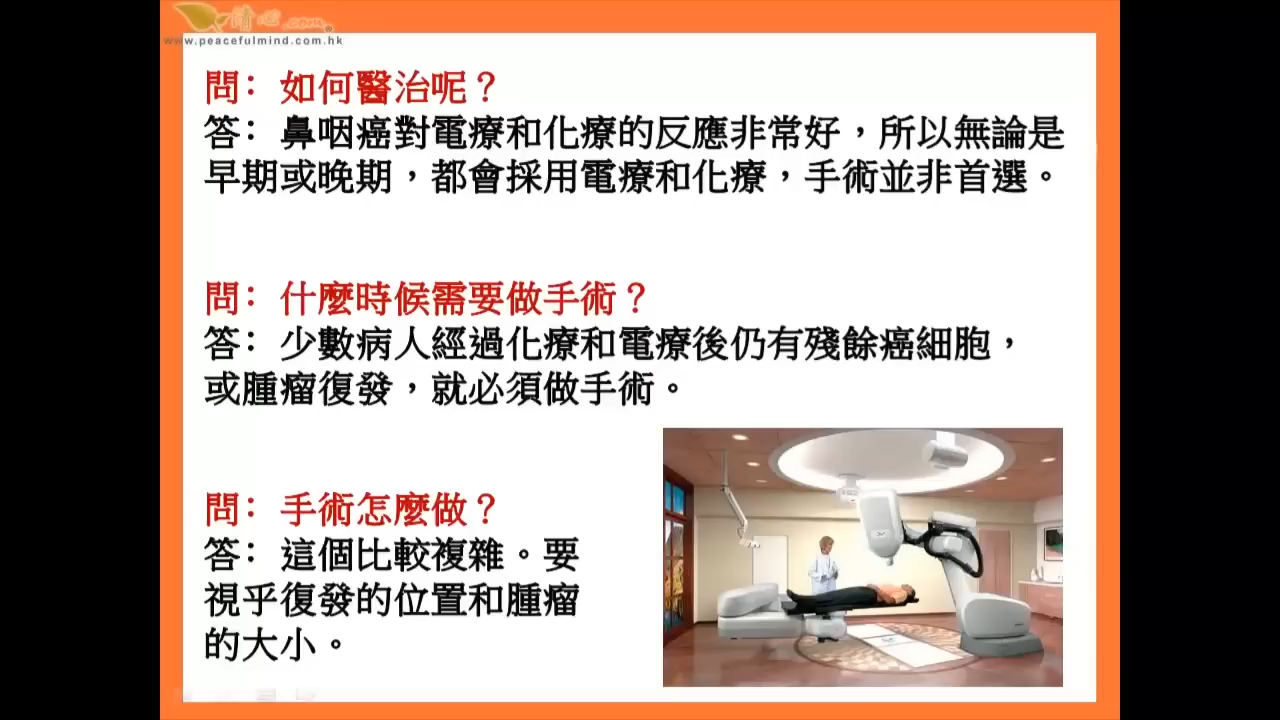 清心.com
www.peacefulmind.com.hk
問：如何醫治呢？
答：鼻咽癌對電療和化療的反應非常好，所以無論是
早期或晚期，都會採用電療和化療，手術並非首選。
問：什麼時候需要做手術？
答：少數病人經過化療和電療後仍有殘餘癌細胞，
或腫瘤復發，就必須做手術。
問：手術怎麼做？
答：這個比較複雜。要
視乎復發的位置和腫瘤
的大小。